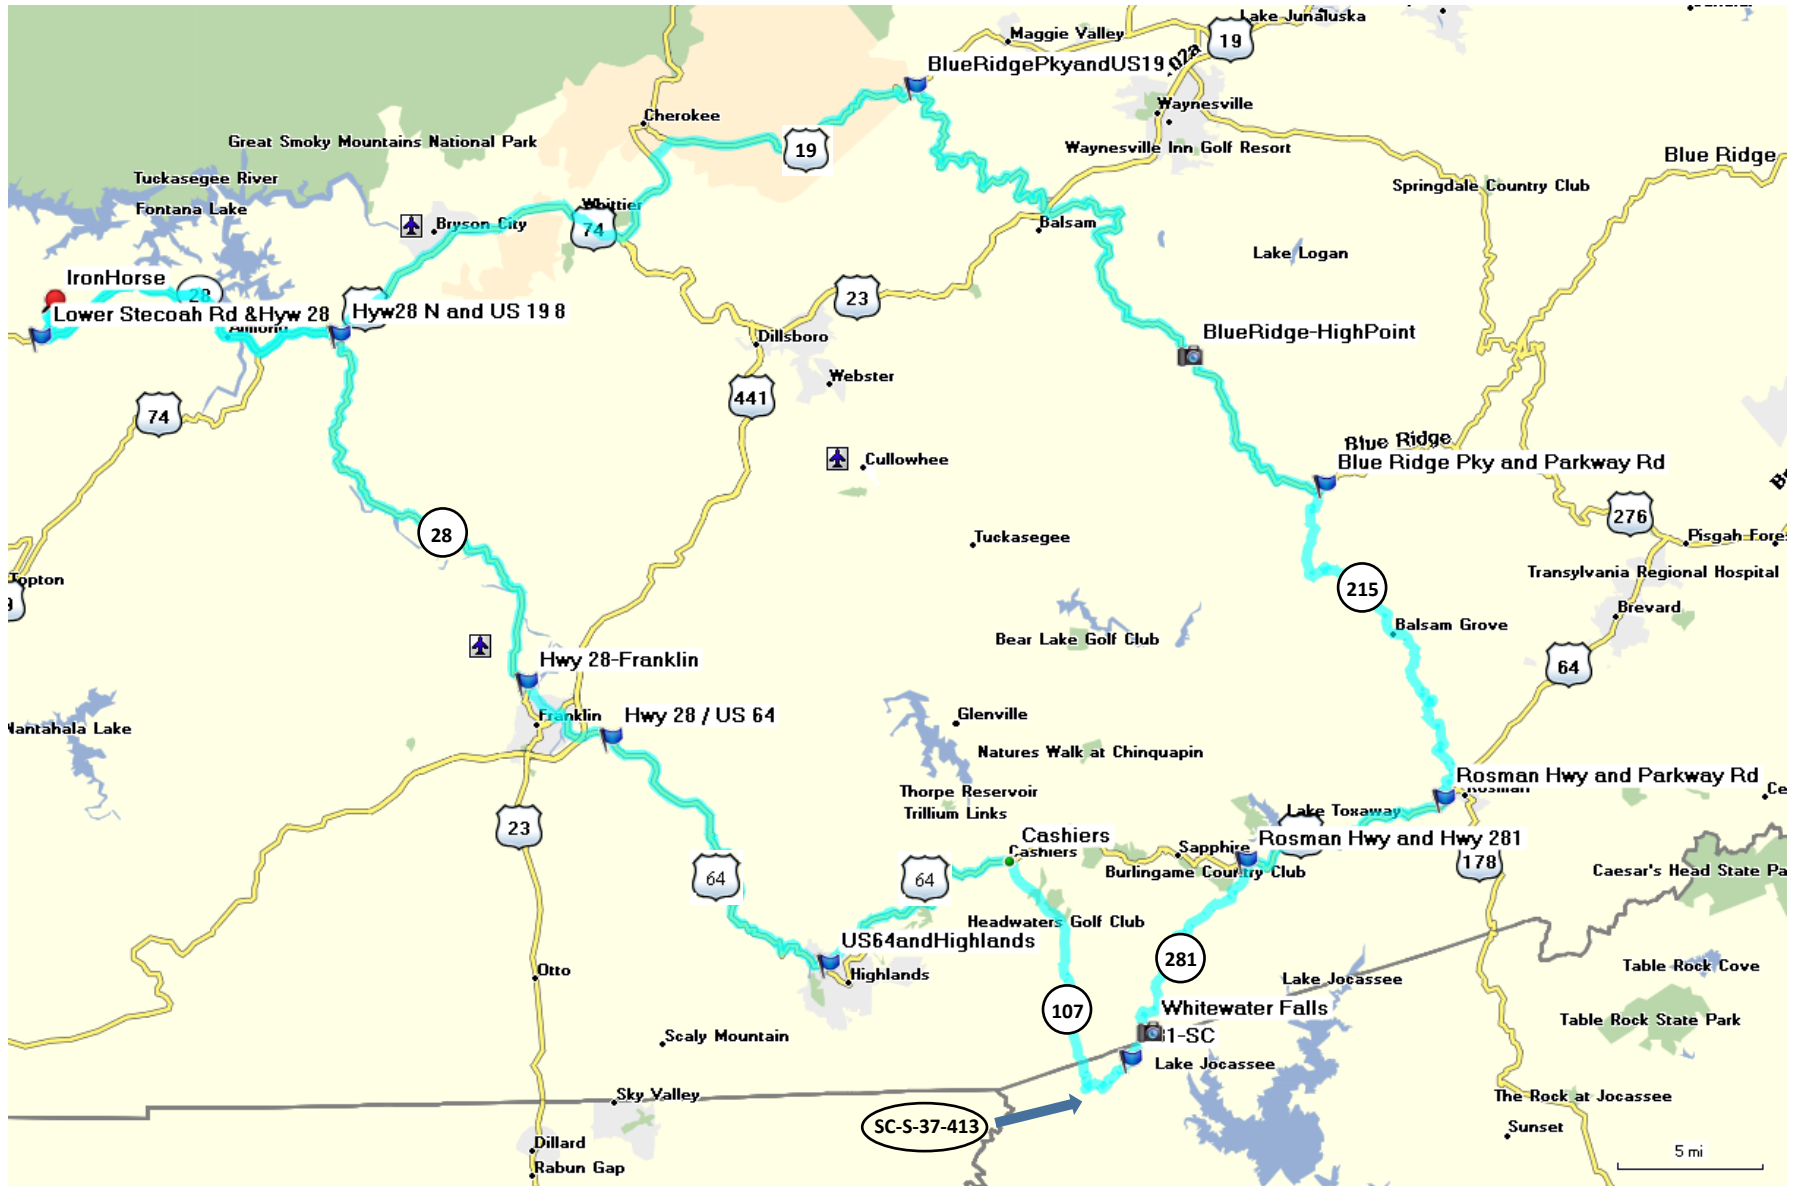 Lake Junaluska
Maggie Valley
19
BlueRidgePkyandUS19
02a
Waynesville
Cherokee
Great Smoky Mountains National Park
19
Waynesville Inn Golf Resort
Blue Ridge
Tuckasegee River
Springdale Country Club
Fontana Lake
Whittier
Bryson City
74
Balsam
Lake Logan
IronHorse
28
23
Lower Stecoah Rd &Hyw 28
Hyw28 N and US 19 8
Almond
BlueRidge-HighPoint
Dillsboro
Webster
441
74
Blue Ridge
Cullowhee
Blue Ridge Pky and Parkway Rd
276
28
Tuckasegee
Pisgah Fore
Topton
Transylvania Regional Hospital
215
9
Brevard
Balsam Grove
Bear Lake Golf Club
Hwy 28-Franklin
64
Franklin
Hwy 28 / US 64
Glenville
Nantahala Lake
Natures Walk at Chinquapin
Rosman Hwy and Parkway Rd
Rosman
Ce
Thorpe Reservoir
Trillium Links
Lake Toxaway
23
Cashiers
Cashiers
Sapphire
Rosman Hwy and Hwy 281
178
64
64
Burlingame Country Club
Caesar's Head State Pa
Headwaters Golf Club
US64andHighlands
281
Otto
Highlands
Lake Jocassee
Table Rock Cove
107
Whitewater Falls
Table Rock State Park
Scaly Mountain
1-SC
Lake Jocassee
Sky Valley
The Rock at Jocassee
SC-S-37-413
Sunset
Dillard
5 mi
Rabun Gap